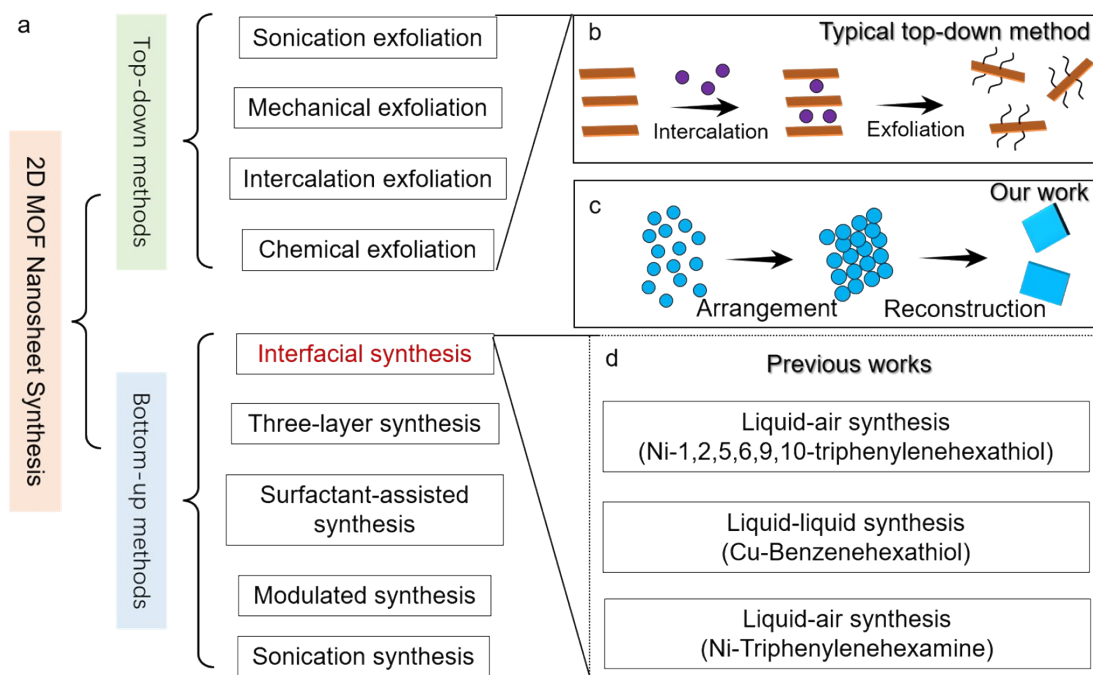 a
2D MOF Nanosheet Synthesis
Top-down methods
Sonication exfoliation
Mechanical exfoliation
Intercalation exfoliation
Chemical exfoliation
Bottom-up methods
Interfacial synthesis
Three-layer synthesis
Surfactant-assisted
synthesis
Modulated synthesis
Sonication synthesis
b
Typical top-down method
Intercalation
Exfoliation
c
Our work
Arrangement
Reconstruction
d
Previous works
Liquid-air synthesis
(Ni-1,2,5,6,9,10-triphenylenehexathiol)
Liquid-liquid synthesis
(Cu-Benzenehexathiol)
Liquid-air synthesis
(Ni-Triphenylenehexamine)